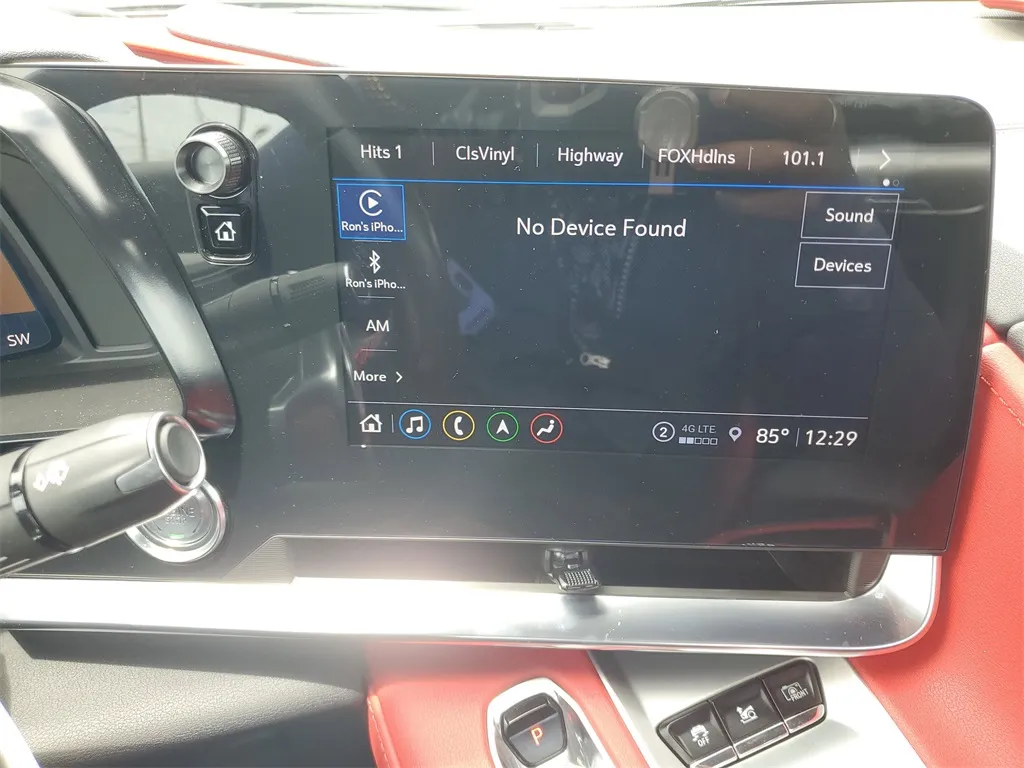 Hits 1
ClsVinyl
Highway
FOXHdlns
101.1
Ron's iPho...
No Device Found
Sound
Ron's iPho...
Devices
AM
SW
More
2
4G LTE
85°
12:29
P
OFF
FRONT